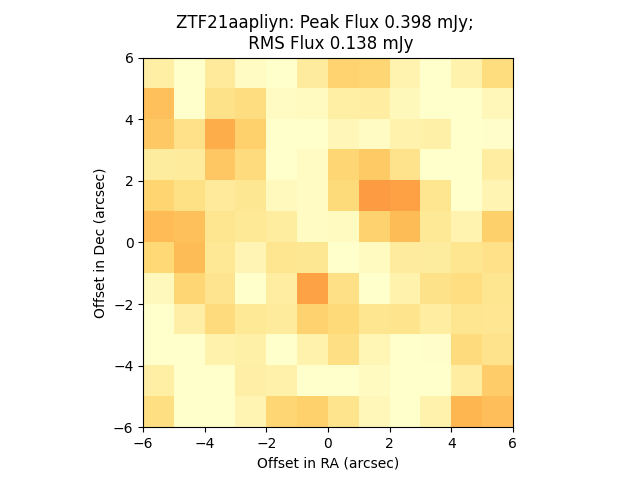 ZTF21aapliyn: Peak Flux 0.398 mJy;
RMS Flux 0.138 mJy
6
4
2
0
−2
−4
−6
Offset in Dec (arcsec)
−6 −4 −2 0 2 4 6
Offset in RA (arcsec)